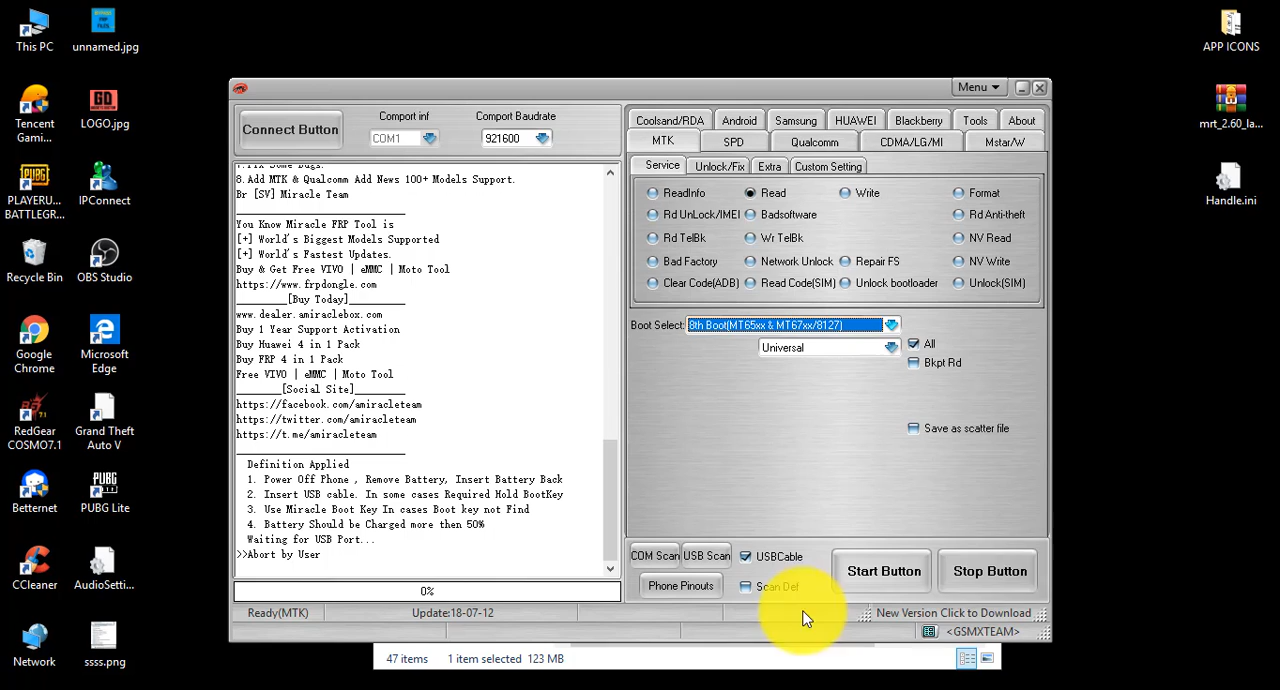 This PC
unnamed.jpg
Tencent
Gami...
GD
LOGO.jpg
PLAYERU...
BATTLEGR...
IPConnect
Recycle Bin
OBS Studio
Google
Chrome
Microsoft
Edge
RedGear
COSMO7.1
Grand Theft
Auto V
Betternet
PUBG
PUBG Lite
CCleaner
AudioSetti...
Network
ssss.png
APP ICONS
mrt_2.60_la...
Handle.ini
Menu
Connect Button
Comport inf
Comport Baudrate
COM1
921600
8.Add MTK & Qualcomm Add News 100+ Models Support.
Br [SV] Miracle Team
You Know Miracle FRP Tool is
[+] World's Biggest Models Supported
[+] World's Fastest Updates.
Buy & Get Free VIVO | eMMC | Moto Tool
https://www.frpdongle.com
________[Buy Today]________
www.dealer.amiraclebox.com
Buy 1 Year Support Activation
Buy Huawei 4 in 1 Pack
Buy FRP 4 in 1 Pack
Free VIVO | eMMC | Moto Tool
_______[Social Site]_______
https://facebook.com/amiracleteam
https://twitter.com/amiracleteam
https://t.me/amiracleteam
Definition Applied
1. Power Off Phone , Remove Battery, Insert Battery Back
2. Insert USB cable. In some cases Required Hold BootKey
3. Use Miracle Boot Key In cases Boot key not Find
4. Battery Should be Charged more then 50%
Waiting for USB Port...
>>Abort by User
0%
Ready(MTK)
Update:18-07-12
Coolsand/RDA
Android
Samsung
HUAWEI
Blackberry
Tools
About
MTK
SPD
Qualcomm
CDMA/LG/MI
Mstar/W
Service
Unlock/Fix
Extra
Custom Setting
ReadInfo
Read
Write
Format
Rd UnLock/IMEI
Badsoftware
Rd Anti-theft
Rd TelBk
Wr TelBk
NV Read
Bad Factory
Network Unlock
Repair FS
NV Write
Clear Code(ADB)
Read Code(SIM)
Unlock bootloader
Unlock(SIM)
Boot Select:
8th Boot(MT65xx & MT67xx/8127)
Universal
All
Bkpt Rd
Save as scatter file
COM Scan
USB Scan
USBCable
Start Button
Stop Button
Phone Pinouts
Scan Def
New Version Click to Download
<GSMXTEAM>
47 items
1 item selected 123 MB